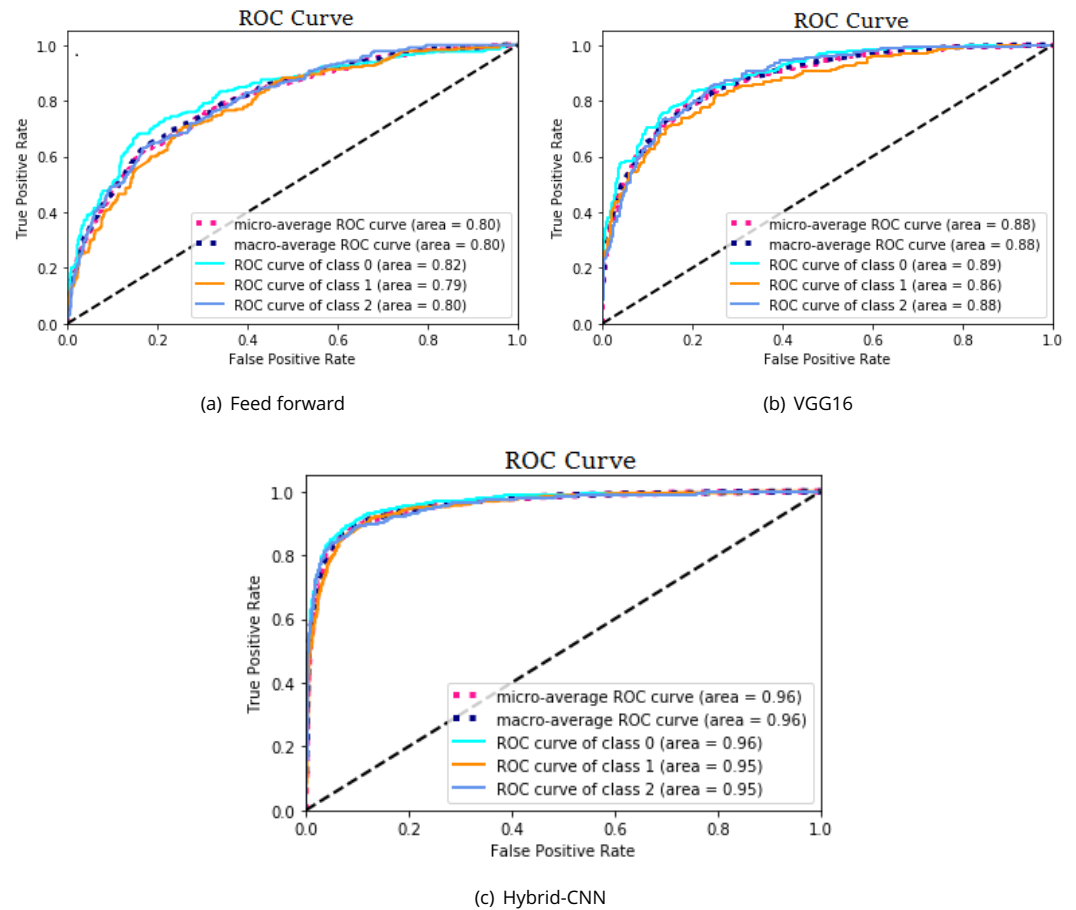 ROC Curve
1.0
0.8
0.6
0.4
0.2
0.0
True Positive Rate
micro-average ROC curve (area = 0.80)
macro-average ROC curve (area = 0.80)
ROC curve of class 0 (area = 0.82)
ROC curve of class 1 (area = 0.79)
ROC curve of class 2 (area = 0.80)
0.0 0.2 0.4 0.6 0.8 1.0
False Positive Rate
(a) Feed forward
ROC Curve
1.0
0.8
0.6
0.4
0.2
0.0
True Positive Rate
micro-average ROC curve (area = 0.88)
macro-average ROC curve (area = 0.88)
ROC curve of class 0 (area = 0.89)
ROC curve of class 1 (area = 0.86)
ROC curve of class 2 (area = 0.88)
0.0 0.2 0.4 0.6 0.8 1.0
False Positive Rate
(b) VGG16
ROC Curve
1.0
0.8
0.6
0.4
0.2
0.0
True Positive Rate
micro-average ROC curve (area = 0.96)
macro-average ROC curve (area = 0.96)
ROC curve of class 0 (area = 0.96)
ROC curve of class 1 (area = 0.95)
ROC curve of class 2 (area = 0.95)
0.0 0.2 0.4 0.6 0.8 1.0
False Positive Rate
(c) Hybrid-CNN